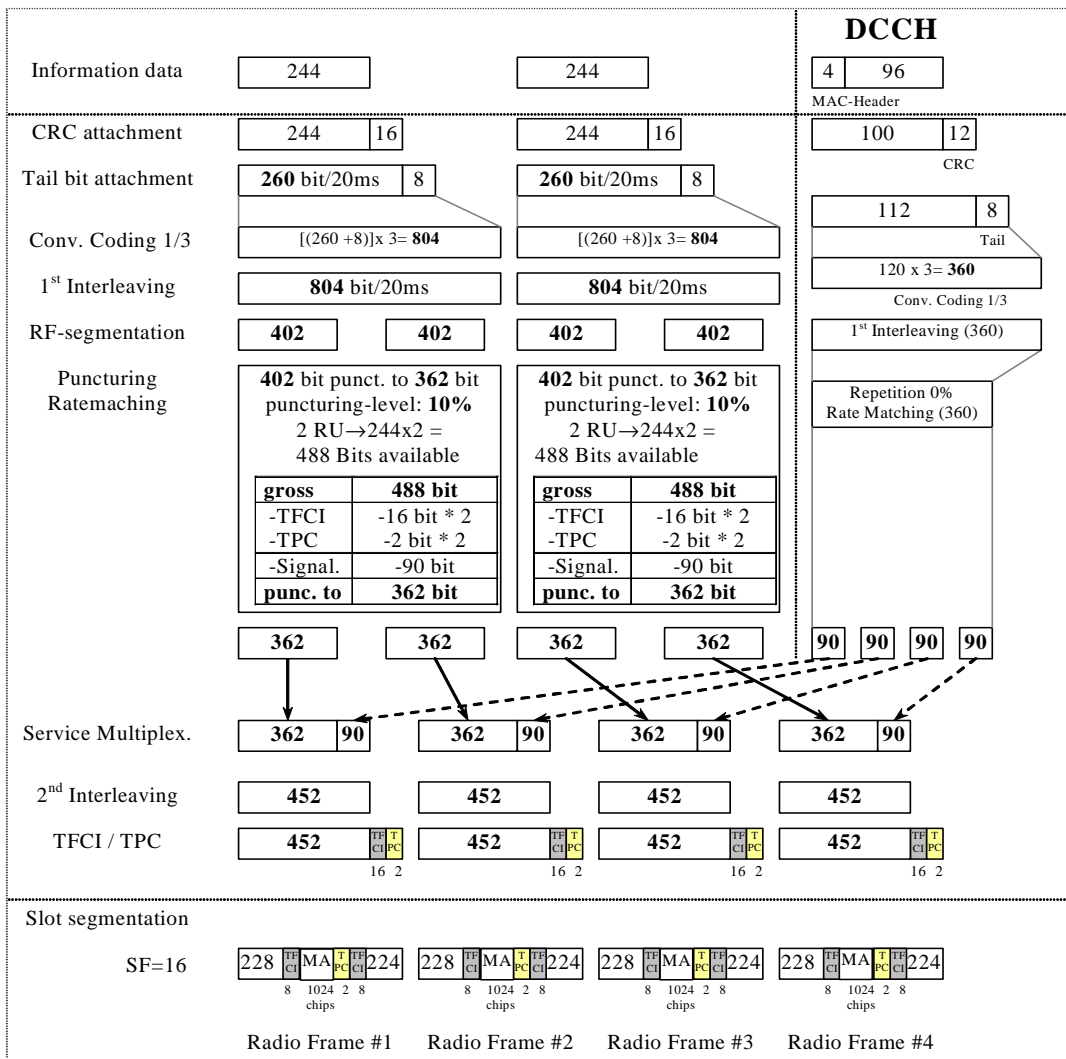 DCCH
Information data 244 244 4 96
MAC-Header
CRC attachment 244 16 244 16 100 12
CRC
Tail bit attachment 260 bit/20ms 8 260 bit/20ms 8
112 8
Tail
Conv. Coding 1/3 [(260 +8)]x 3= 804 [(260 +8)]x 3= 804
120 x 3= 360
Conv. Coding 1/3
1st Interleaving 804 bit/20ms 804 bit/20ms
RF-segmentation 402 402 402 402 1st Interleaving (360)
Puncturing
Ratemaching
402 bit punct. to 362 bit
puncturing-level: 10%
2 RU→244x2 =
488 Bits available
gross 488 bit
-TFCI -16 bit * 2
-TPC -2 bit * 2
-Signal. -90 bit
punc. to 362 bit
402 bit punct. to 362 bit
puncturing-level: 10%
2 RU→244x2 =
488 Bits available
gross 488 bit
-TFCI -16 bit * 2
-TPC -2 bit * 2
-Signal. -90 bit
punc. to 362 bit
Repetition 0%
Rate Matching (360)
362 362 362 362 90 90 90 90
Service Multiplex. 362 90 362 90 362 90 362 90
2nd Interleaving 452 452 452 452
TFCI / TPC 452 TF CI T PC 452 TF CI T PC 452 TF CI T PC 452 TF CI T PC
16 2 16 2 16 2 16 2
Slot segmentation
SF=16 228 TF CI MA T PC TF CI 224 228 TF CI MA T PC TF CI 224 228 TF CI MA T PC TF CI 224 228 TF CI MA T PC TF CI 224
8 1024 2 8 8 1024 2 8 8 1024 2 8 8 1024 2 8
chips chips chips chips
Radio Frame #1 Radio Frame #2 Radio Frame #3 Radio Frame #4